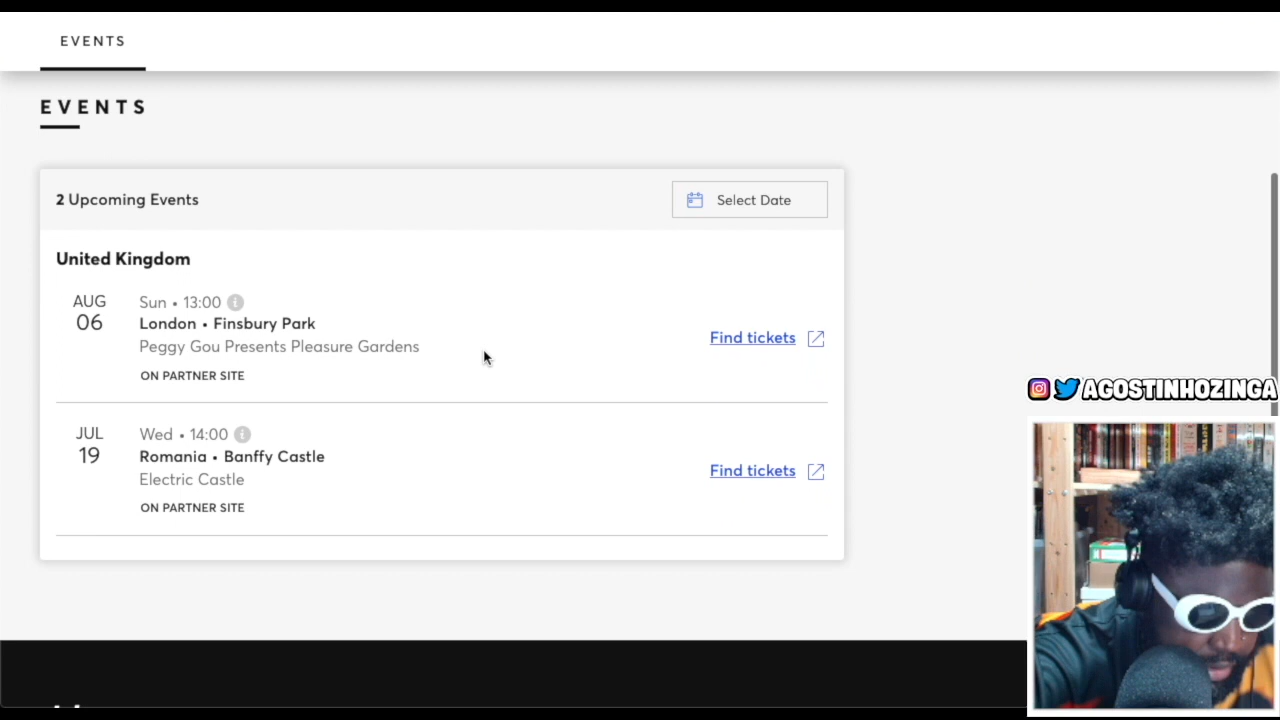 EVENTS
EVENTS
2 Upcoming Events
Select Date
United Kingdom
AUG
06
Sun • 13:00
London • Finsbury Park
Peggy Gou Presents Pleasure Gardens
ON PARTNER SITE
Find tickets
JUL
19
Wed • 14:00
Romania • Banffy Castle
Electric Castle
ON PARTNER SITE
Find tickets
AGOSTINHOZINGA